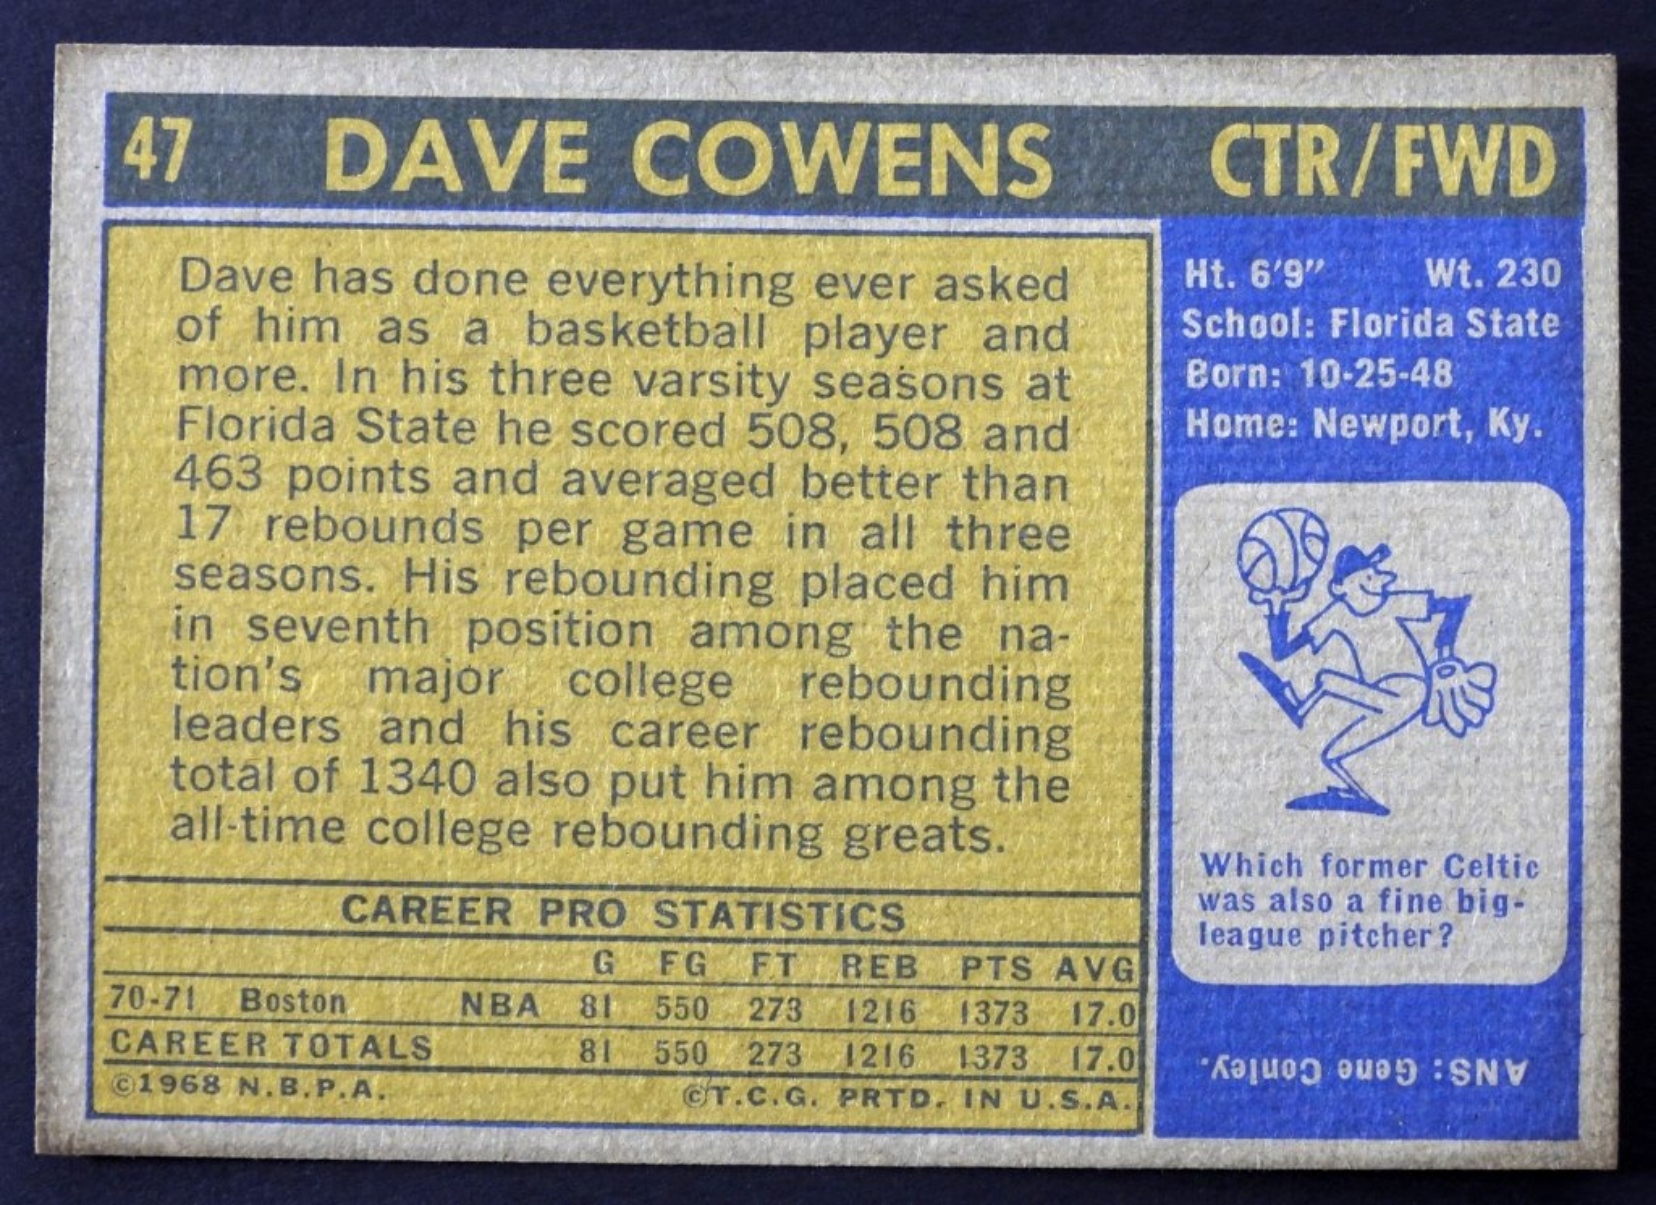 47 DAVE COWENS CTR/FWD
Dave has done everything ever asked
of him as a basketball player and
more. In his three varsity seasons at
Florida State he scored 508, 508 and
463 points and averaged better than
17 rebounds per game in all three
seasons. His rebounding placed him
in seventh position among the na-
tion's major college rebounding
leaders and his career rebounding
total of 1340 also put him among the
all-time college rebounding greats.
CAREER PRO STATISTICS
G FG FT REB PTS AVG
70-71 Boston NBA 81 550 273 1216 1373 17.0
CAREER TOTALS 81 550 273 1216 1373 17.0
©1968 N.B.P.A. ©T.C.G. PRTD. IN U.S.A.
Ht. 6'9" Wt. 230
School: Florida State
Born: 10-25-48
Home: Newport, Ky.
Which former Celtic
was also a fine big-
league pitcher?
ANS: Gene Conley.